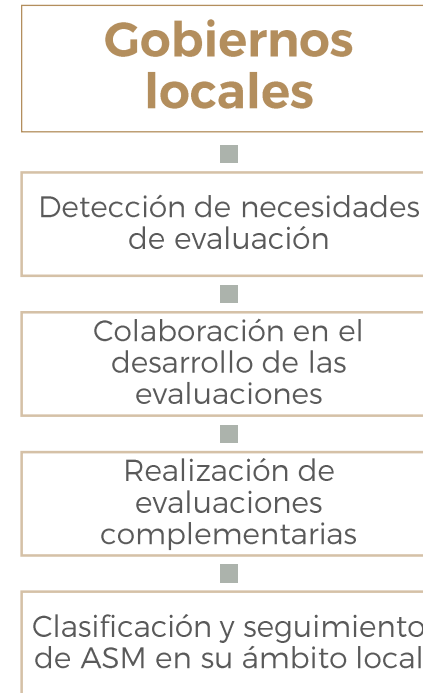 Gobiernos
locales
Detección de necesidades
de evaluación
Colaboración en el
desarrollo de las
evaluaciones
Realización de
evaluaciones
complementarias
Clasificación y seguimiento
de ASM en su ámbito local